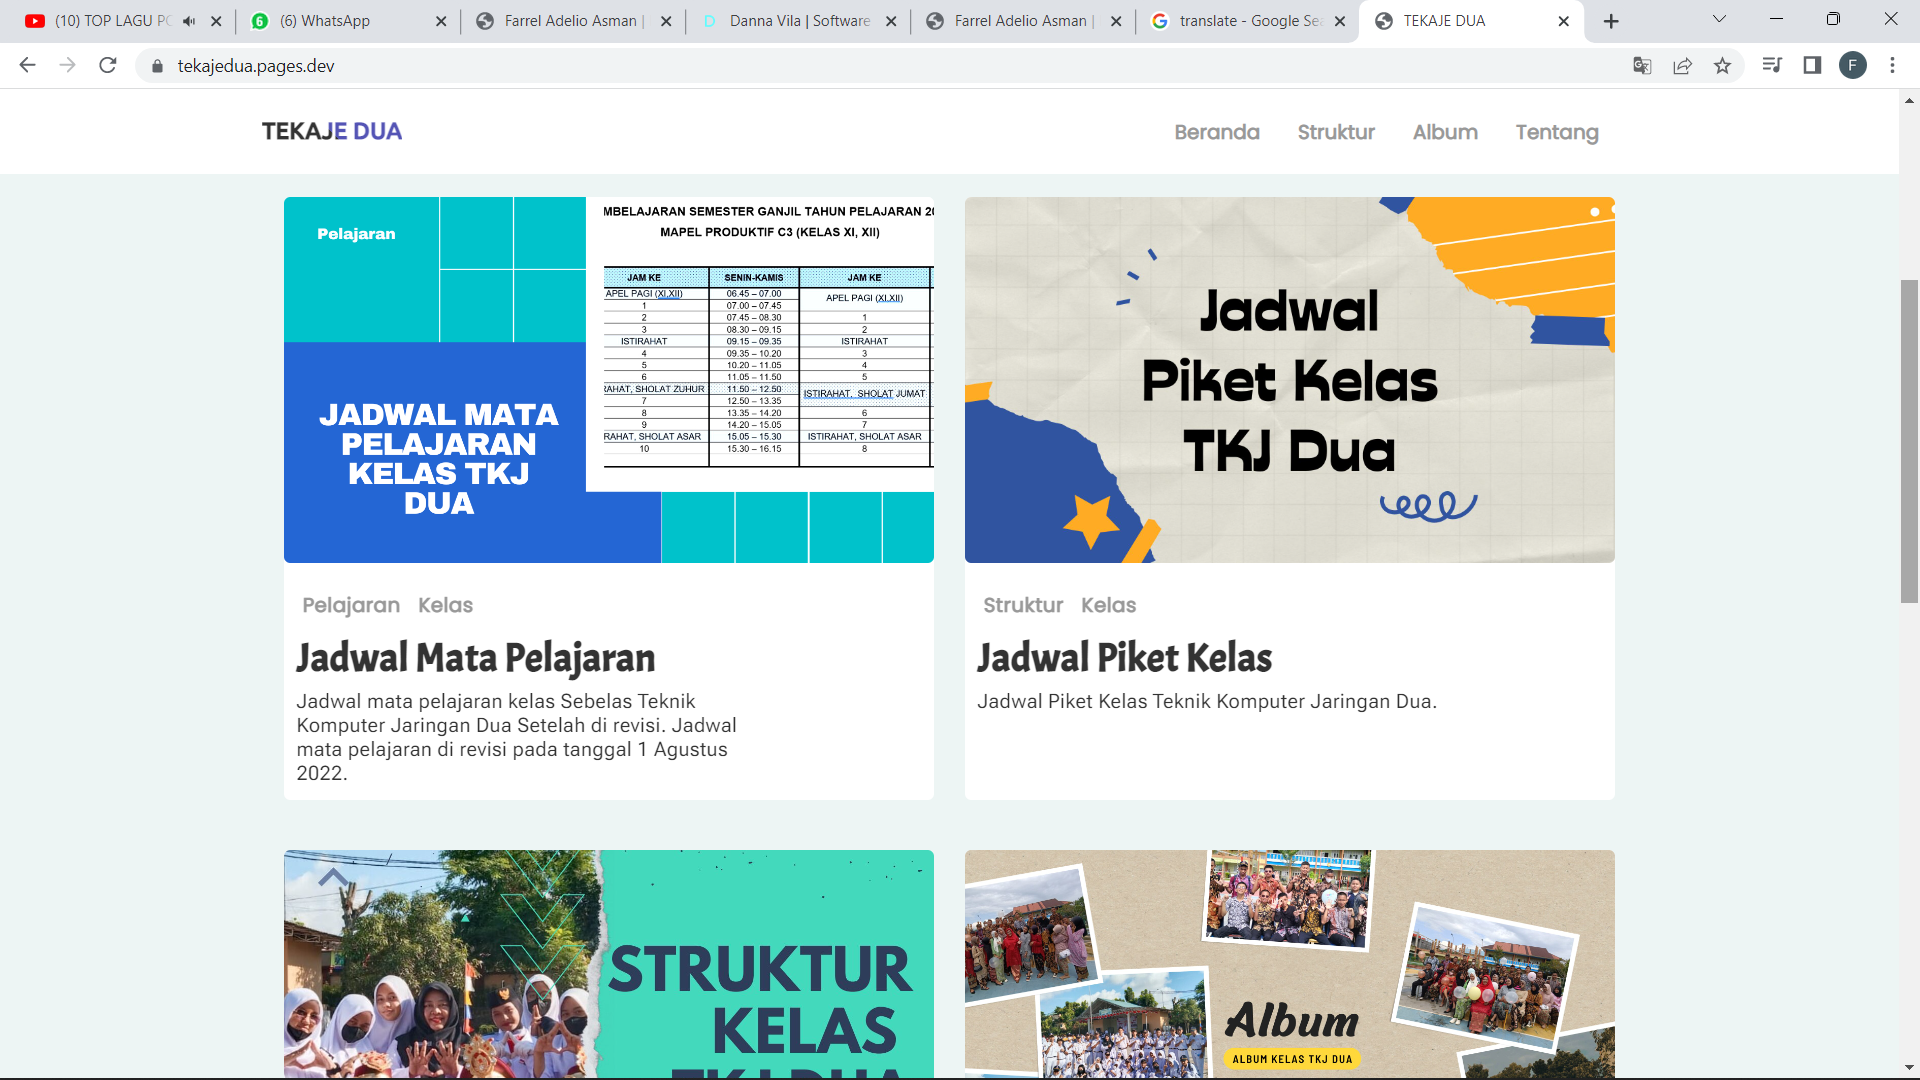 (10) TOP LAGU PO
(6) WhatsApp
Farrel Adelio Asman |
Danna Vila | Software
Farrel Adelio Asman |
translate - Google Sea
TEKAJE DUA
tekajedua.pages.dev
F
TEKAJE DUA
Beranda Struktur Album Tentang
Pelajaran
JADWAL MATA
PELAJARAN
KELAS TKJ
DUA
MBELAJARAN SEMESTER GANJIL TAHUN PELAJARAN 20
MAPEL PRODUKTIF C3 (KELAS XI, XII)
JAM KE SENIN-KAMIS JAM KE
APEL PAGI (XI,XII) 06.45 – 07.00 APEL PAGI (XI,XII)
1 07.00 – 07.45
2 07.45 – 08.30 1
3 08.30 – 09.15 2
ISTIRAHAT 09.15 – 09.35 ISTIRAHAT
4 09.35 – 10.20 3
5 10.20 – 11.05 4
6 11.05 – 11.50 5
RAHAT, SHOLAT ZUHUR 11.50 – 12.50 ISTIRAHAT, SHOLAT JUMAT
7 12.50 – 13.35
8 13.35 – 14.20 6
9 14.20 – 15.05 7
RAHAT, SHOLAT ASAR 15.05 – 15.30 ISTIRAHAT, SHOLAT ASAR
10 15.30 – 16.15 8
Jadwal
Piket Kelas
TKJ Dua
Pelajaran Kelas
Jadwal Mata Pelajaran
Jadwal mata pelajaran kelas Sebelas Teknik
Komputer Jaringan Dua Setelah di revisi. Jadwal
mata pelajaran di revisi pada tanggal 1 Agustus
2022.
Struktur Kelas
Jadwal Piket Kelas
Jadwal Piket Kelas Teknik Komputer Jaringan Dua.
STRUKTUR
KELAS
TKJ DUA
Album
ALBUM KELAS TKJ DUA